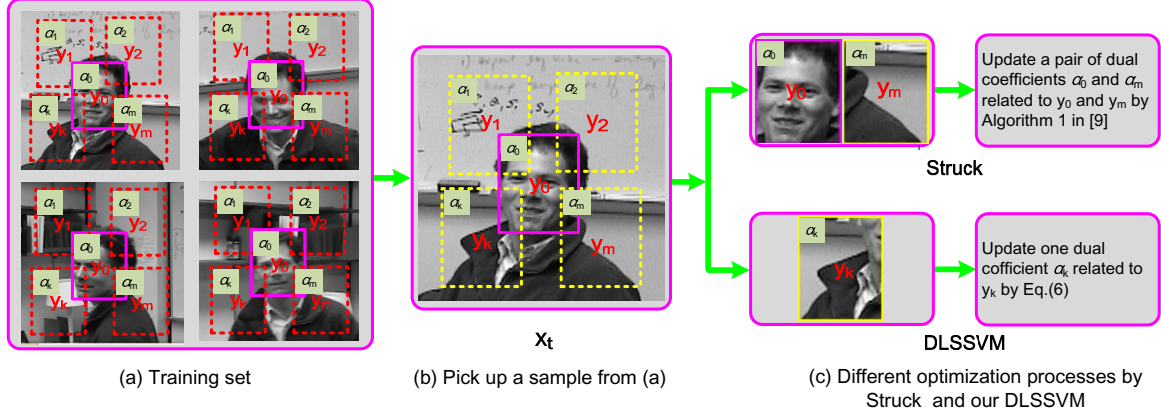 α₁ α₂
y₁ y₂
α₀
y₀
αₖ αₘ
yₖ yₘ
α₁ α₂
y₁ y₂
α₀
y₀
αₖ αₘ
yₖ yₘ
α₁ α₂
y₁ y₂
α₀
y₀
αₖ αₘ
yₖ yₘ
α₁ α₂
y₁ y₂
α₀
y₀
αₖ αₘ
yₖ yₘ
(a) Training set
α₁ α₂
y₁ y₂
α₀
y₀
αₖ αₘ
yₖ yₘ
xₜ
(b) Pick up a sample from (a)
α₀ αₘ
y₀ yₘ
Struck
Update a pair of dual
coefficients α₀ and αₘ
related to y₀ and yₘ by
Algorithm 1 in [9]
αₖ
yₖ
DLSSVM
Update one dual
cofficient αₖ related to
yₖ by Eq.(6)
(c) Different optimization processes by
Struck and our DLSSVM